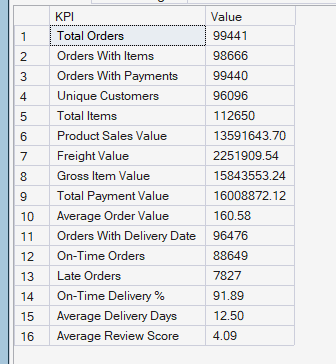 KPI Value
1 Total Orders 99441
2 Orders With Items 98666
3 Orders With Payments 99440
4 Unique Customers 96096
5 Total Items 112650
6 Product Sales Value 13591643.70
7 Freight Value 2251909.54
8 Gross Item Value 15843553.24
9 Total Payment Value 16008872.12
10 Average Order Value 160.58
11 Orders With Delivery Date 96476
12 On-Time Orders 88649
13 Late Orders 7827
14 On-Time Delivery % 91.89
15 Average Delivery Days 12.50
16 Average Review Score 4.09